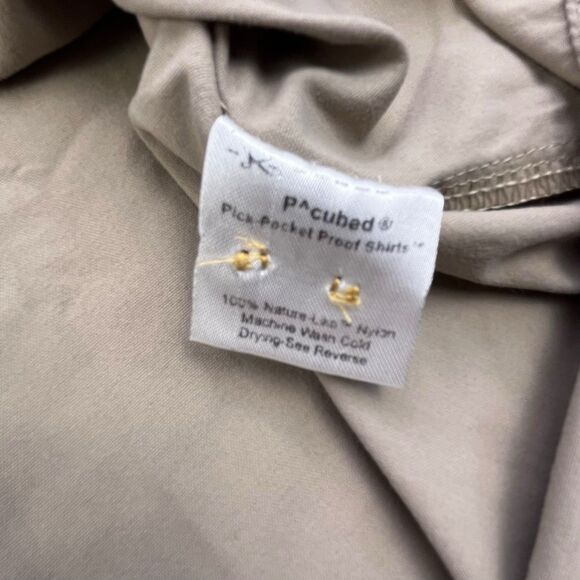 P^cubed®
Pick-Pocket Proof Shirts™
100% Nature-Like™ Nylon
Machine Wash Cold
Drying-See Reverse